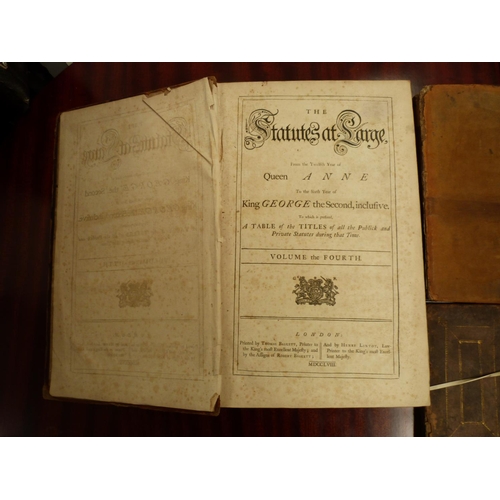 THE
Statutes at Large,
From the Twelfth Year of
Queen ANNE
To the Sixth Year of
King GEORGE the Second, inclusive.
To which is prefixed,
A TABLE of the TITLES of all the Publick and
Private Statutes during that Time.
VOLUME the FOURTH.
LONDON:
Printed by THOMAS BASKETT, Printer to
the King's most Excellent Majesty; and
by the Assigns of ROBERT BASKETT;
And by HENRY LINTOT, Law
Printer to the King's most Excel-
lent Majesty.
MDCCLVIII